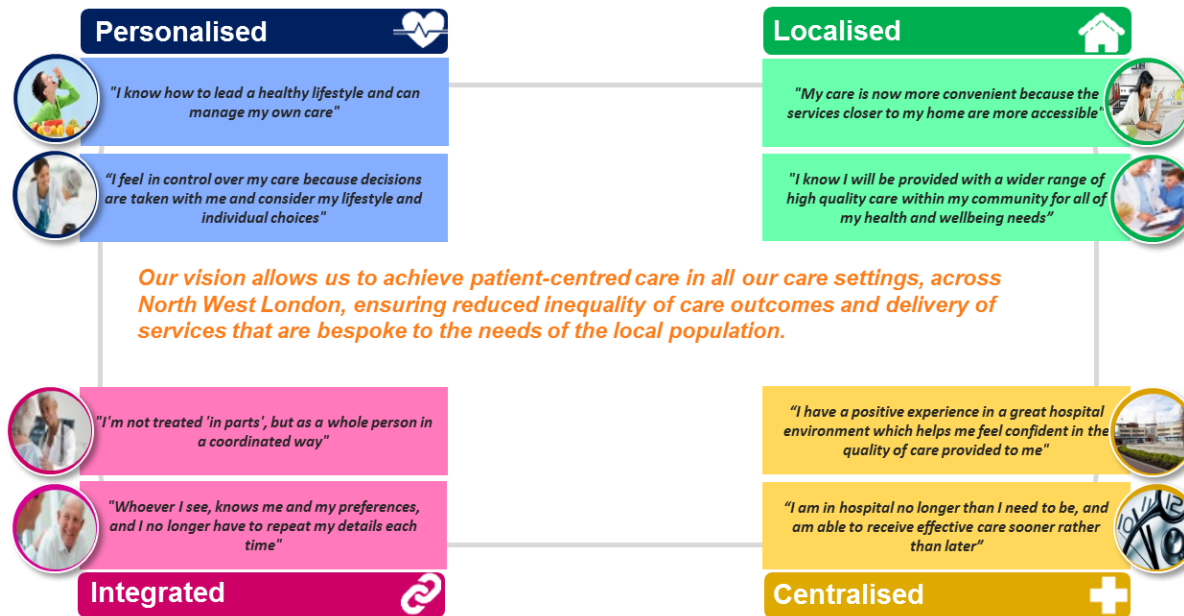 Personalised
"I know how to lead a healthy lifestyle and can
manage my own care"
“I feel in control over my care because decisions
are taken with me and consider my lifestyle and
individual choices"
Localised
"My care is now more convenient because the
services closer to my home are more accessible"
"I know I will be provided with a wider range of
high quality care within my community for all of
my health and wellbeing needs”
Our vision allows us to achieve patient-centred care in all our care settings, across
North West London, ensuring reduced inequality of care outcomes and delivery of
services that are bespoke to the needs of the local population.
"I'm not treated 'in parts', but as a whole person in
a coordinated way"
"Whoever I see, knows me and my preferences,
and I no longer have to repeat my details each
time"
Integrated
“I have a positive experience in a great hospital
environment which helps me feel confident in the
quality of care provided to me"
“I am in hospital no longer than I need to be, and
am able to receive effective care sooner rather
than later”
10 11 12
Centralised